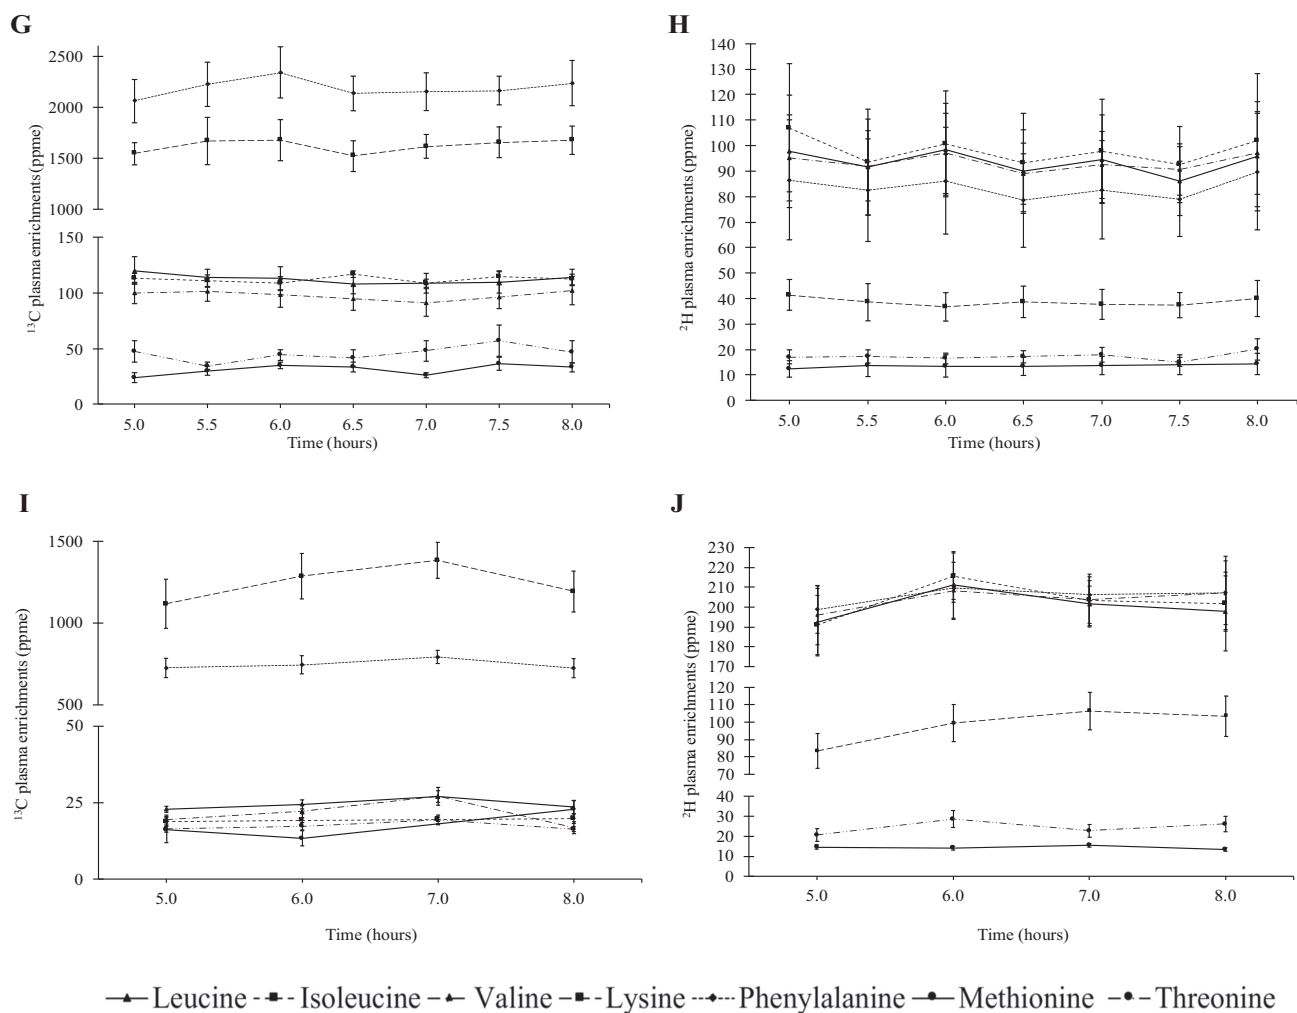 G
¹³C plasma enrichments (ppme)
2500
2000
1500
1000
150
100
50
0
5.0 5.5 6.0 6.5 7.0 7.5 8.0
Time (hours)
H
²H plasma enrichments (ppme)
140
130
120
110
100
90
80
70
60
50
40
30
20
10
0
5.0 5.5 6.0 6.5 7.0 7.5 8.0
Time (hours)
I
¹³C plasma enrichments (ppme)
1500
1000
500
50
25
0
5.0 6.0 7.0 8.0
Time (hours)
J
²H plasma enrichments (ppme)
230
220
210
200
190
180
170
120
110
100
90
80
70
40
30
20
10
0
5.0 6.0 7.0 8.0
Time (hours)
Leucine Isoleucine Valine Lysine Phenylalanine Methionine Threonine